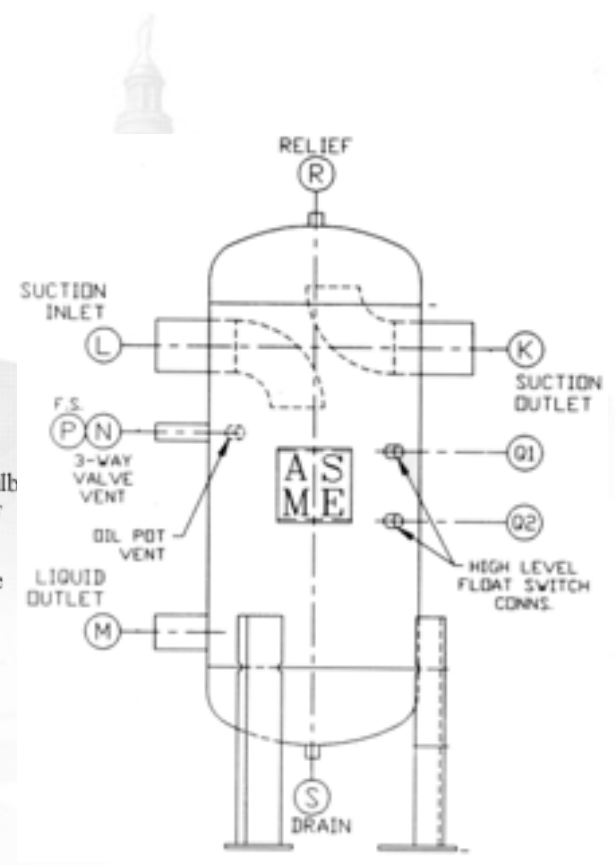 RELIEF
R
SUCTION
INLET
L
K
SUCTION
OUTLET
F.S.
P N
3-WAY
VALVE
VENT
A S
M E
Q1
OIL POT
VENT
Q2
HIGH LEVEL
FLOAT SWITCH
CONNS.
LIQUID
OUTLET
M
S
DRAIN